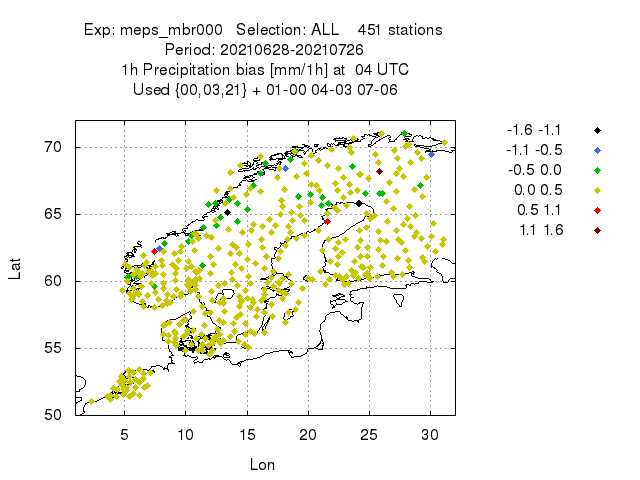 Exp: meps_mbr000   Selection: ALL    451 stations
Period: 20210628-20210726
1h Precipitation bias [mm/1h] at  04 UTC
Used {00,03,21} + 01-00 04-03 07-06
-1.6 -1.1
-1.1 -0.5
-0.5 0.0
0.0 0.5
0.5 1.1
1.1 1.6
Lat
70
65
60
55
50
5 10 15 20 25 30
Lon